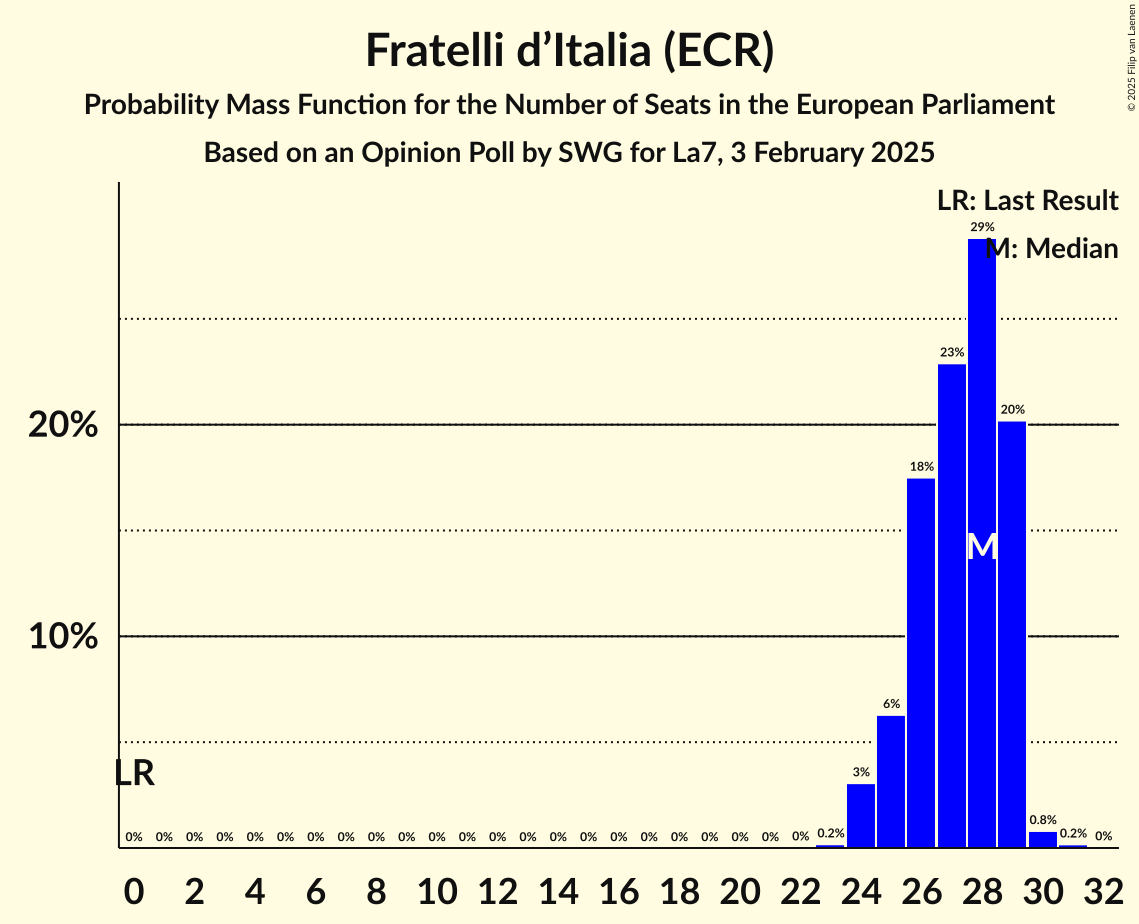 © 2025 Filip van Laenen
Fratelli d’Italia (ECR)
Probability Mass Function for the Number of Seats in the European Parliament
Based on an Opinion Poll by SWG for La7, 3 February 2025
LR: Last Result
M: Median
29%
23%
20%
20%
18%
M
10%
6%
LR
3%
0% 0% 0% 0% 0% 0% 0% 0% 0% 0% 0% 0% 0% 0% 0% 0% 0% 0% 0% 0% 0% 0% 0% 0.2% 0.8% 0.2% 0%
0 2 4 6 8 10 12 14 16 18 20 22 24 26 28 30 32